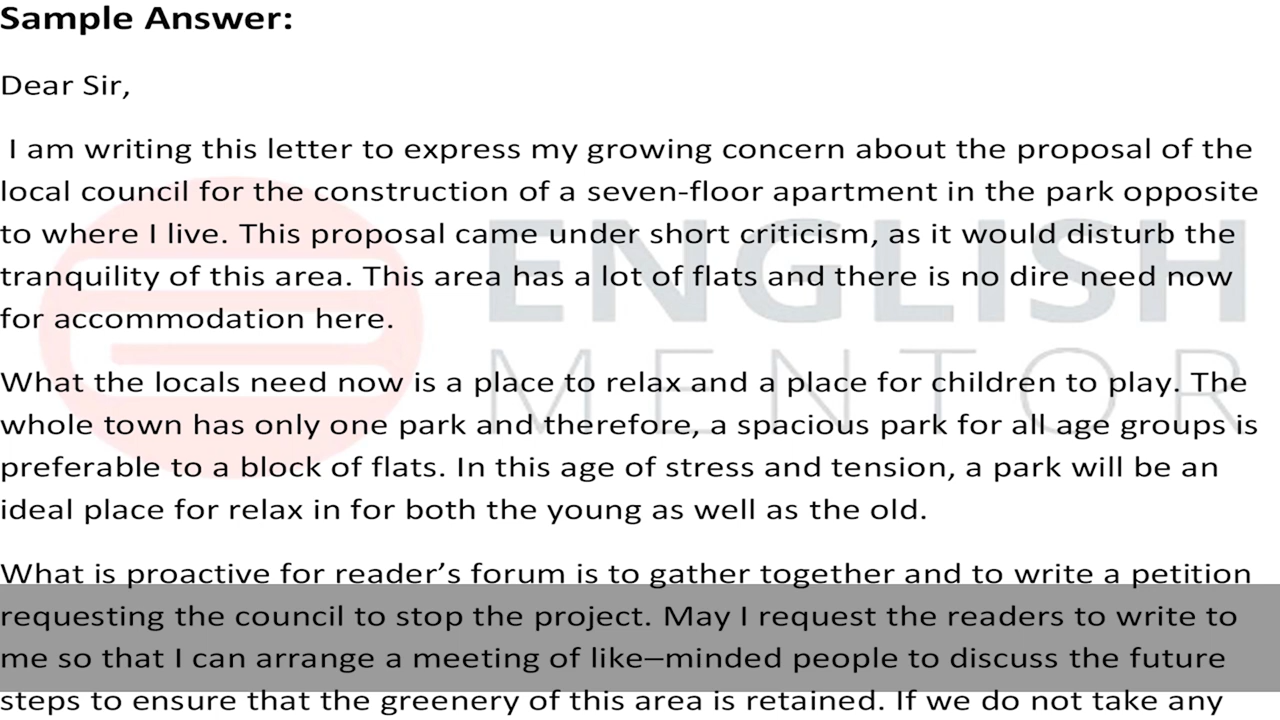 Sample Answer:
Dear Sir,
I am writing this letter to express my growing concern about the proposal of the
local council for the construction of a seven-floor apartment in the park opposite
to where I live. This proposal came under short criticism, as it would disturb the
tranquility of this area. This area has a lot of flats and there is no dire need now
for accommodation here.
What the locals need now is a place to relax and a place for children to play. The
whole town has only one park and therefore, a spacious park for all age groups is
preferable to a block of flats. In this age of stress and tension, a park will be an
ideal place for relax in for both the young as well as the old.
What is proactive for reader’s forum is to gather together and to write a petition
requesting the council to stop the project. May I request the readers to write to
me so that I can arrange a meeting of like–minded people to discuss the future
steps to ensure that the greenery of this area is retained. If we do not take any
ENGLISH
MENTOR